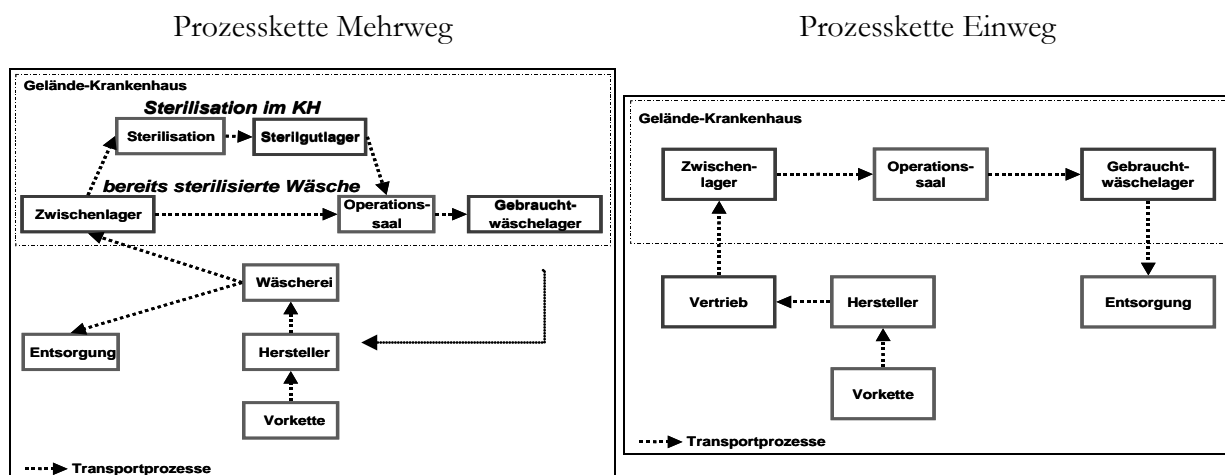 Prozesskette Mehrweg
Gelände-Krankenhaus
Sterilisation im KH
Sterilisation
Sterilgutlager
bereits sterilisierte Wäsche
Zwischenlager
Operations-
saal
Gebraucht-
wäschelager
Wäscherei
Entsorgung
Hersteller
Vorkette
Transportprozesse
Prozesskette Einweg
Gelände-Krankenhaus
Zwischen-
lager
Operations-
saal
Gebraucht-
wäschelager
Vertrieb
Hersteller
Entsorgung
Vorkette
Transportprozesse